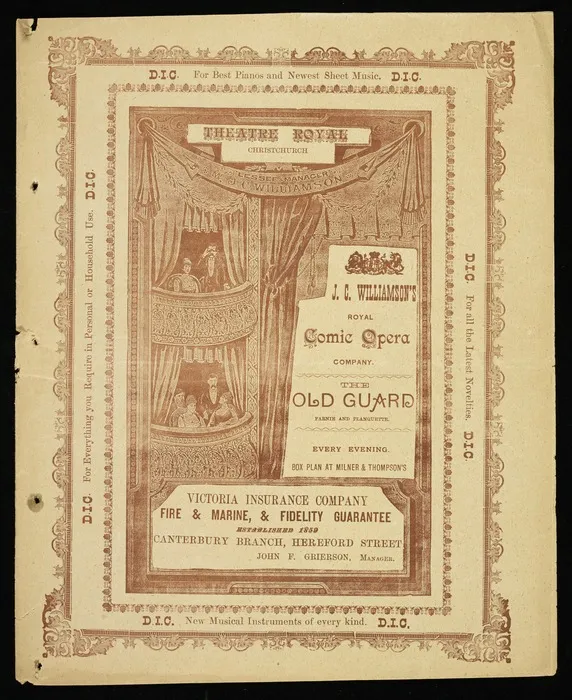 D.I.C. For Best Pianos and Newest Sheet Music. D.I.C.
D.I.C. For Everything you Require in Personal or Household Use. D.I.C.
THEATRE ROYAL
CHRISTCHURCH
LESSEE & MANAGER
J. C. WILLIAMSON
J. C. WILLIAMSON'S
ROYAL
Comic Opera
COMPANY.
THE
OLD GUARD
FARNIE AND PLANQUETTE.
EVERY EVENING.
BOX PLAN AT MILNER & THOMPSON'S
VICTORIA INSURANCE COMPANY
FIRE & MARINE, & FIDELITY GUARANTEE
ESTABLISHED 1859
CANTERBURY BRANCH, HEREFORD STREET
JOHN F. GRIERSON, MANAGER.
D.I.C. For all the Latest Novelties. D.I.C.
D.I.C. New Musical Instruments of every kind. D.I.C.